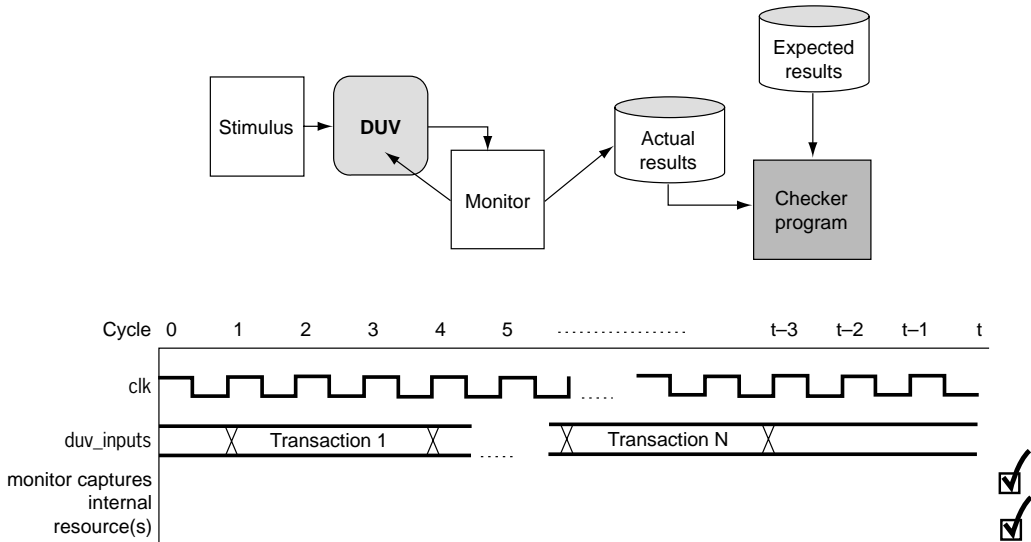 Expected
results
Stimulus
DUV
Actual
results
Monitor
Checker
program
Cycle 0 1 2 3 4 5 .................... t–3 t–2 t–1 t
clk
.....
duv_inputs Transaction 1 ..... Transaction N
monitor captures
internal
resource(s)